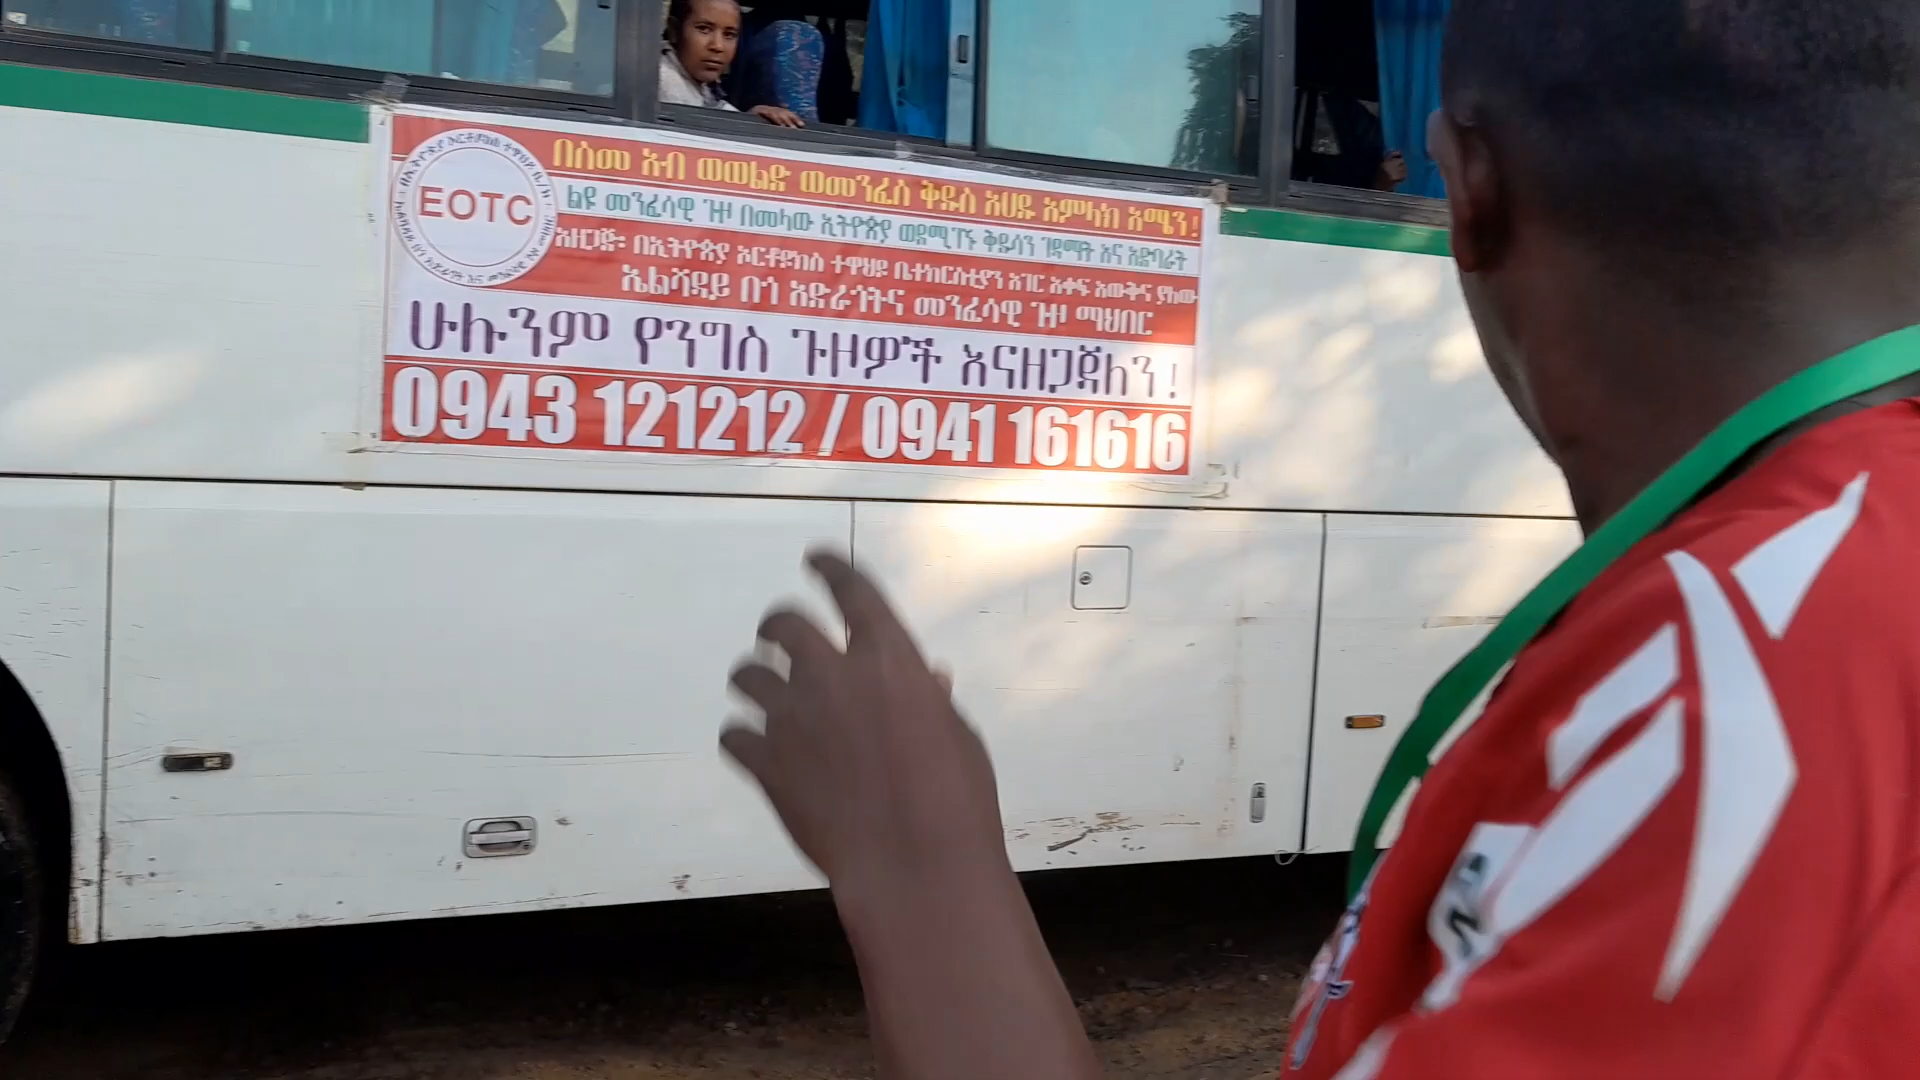 EOTC
በስመ አብ ወወልድ ወመንፈስ ቅዱስ አሀዱ አምላክ አሜን!
ልዩ መንፈሳዊ ጉዞ በመላው ኢትዮጵያ ወደሚገኙ ቅዱሳን ገዳማት እና አድባራት
አዘጋጅ፡ በኢትዮጵያ ኦርቶዶክስ ተዋህዶ ቤተክርስቲያን አገር አቀፍ እውቅና ያለው
ኤልሻዳይ በጎ አድራጎትና መንፈሳዊ ጉዞ ማህበር
ሁሉንም የንግስ ጉዞዎች እናዘጋጃለን!
0943 121212 / 0941 161616